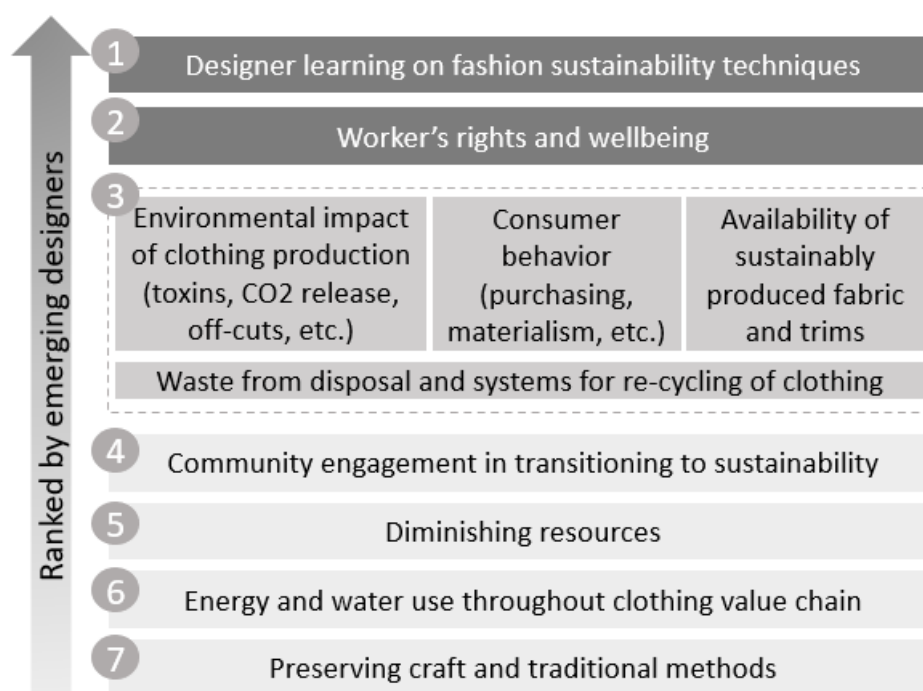 Ranked by emerging designers
1
Designer learning on fashion sustainability techniques
2
Worker's rights and wellbeing
3
Environmental impact
of clothing production
(toxins, CO2 release,
off-cuts, etc.)
Consumer
behavior
(purchasing,
materialism, etc.)
Availability of
sustainably
produced fabric
and trims
Waste from disposal and systems for re-cycling of clothing
4
Community engagement in transitioning to sustainability
5
Diminishing resources
6
Energy and water use throughout clothing value chain
7
Preserving craft and traditional methods